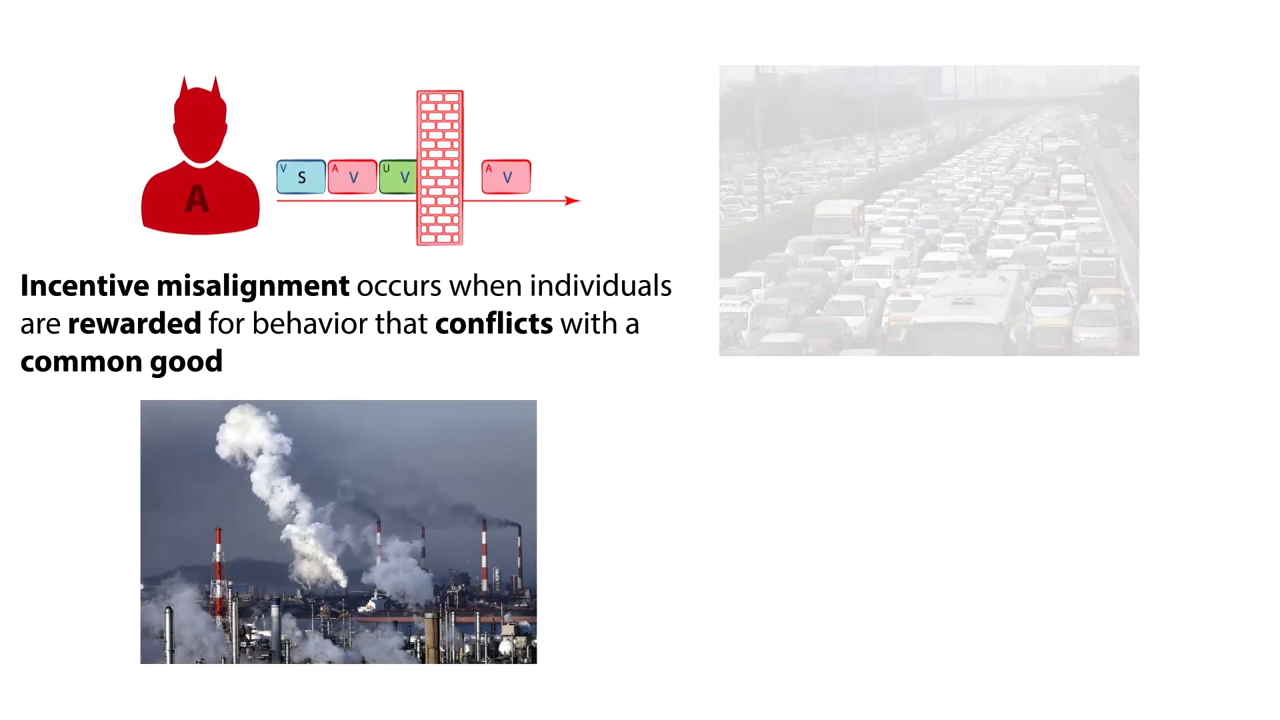 A
V S
A V
U V
A V
Incentive misalignment occurs when individuals
are rewarded for behavior that conflicts with a
common good